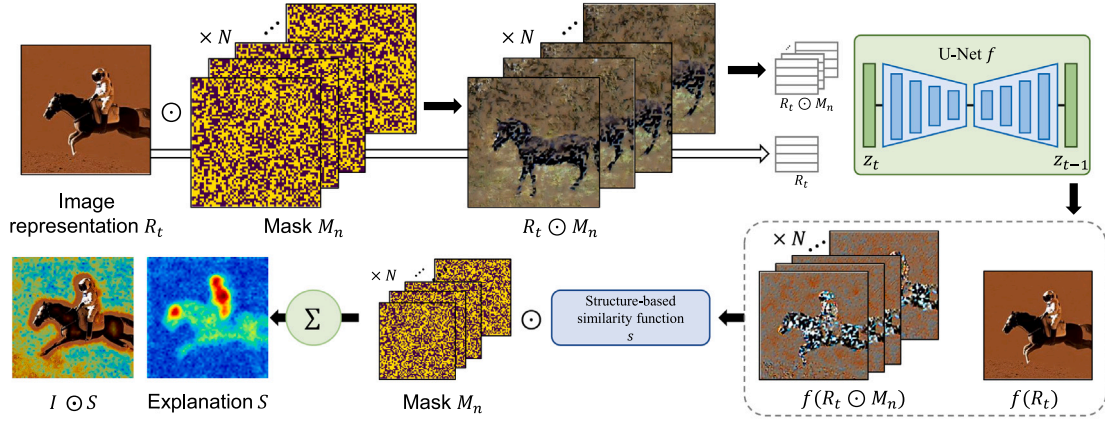 × N
⊙
Image
representation R_t
Mask M_n
× N
R_t ⊙ M_n
R_t ⊙ M_n
R_t
U-Net f
z_t
z_{t-1}
× N
f(R_t ⊙ M_n)
f(R_t)
Structure-based
similarity function
s
⊙
× N
Mask M_n
Σ
Explanation S
I ⊙ S